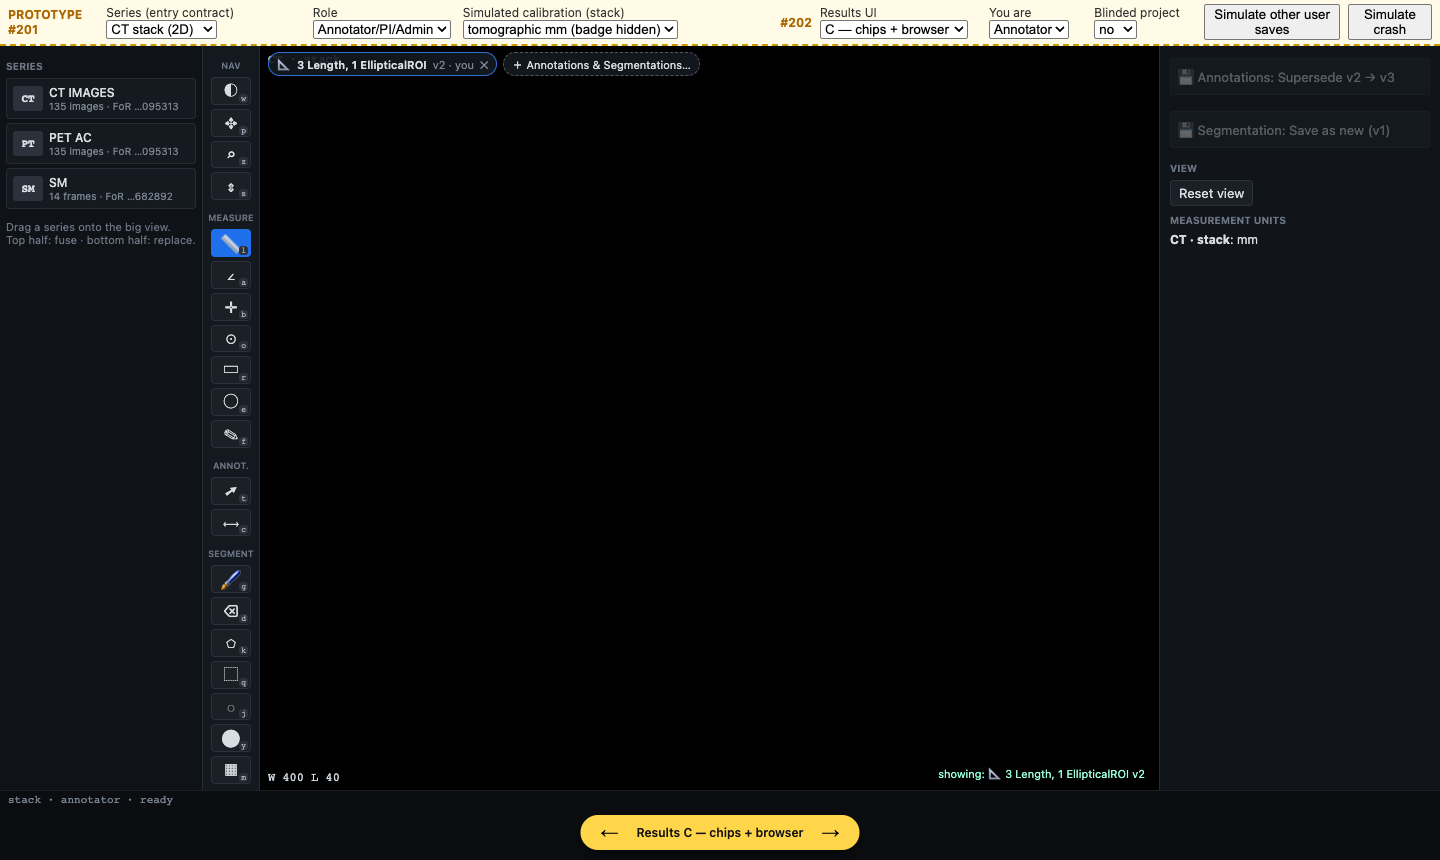 PROTOTYPE
#201
Series (entry contract)
CT stack (2D)
Role
Annotator/PI/Admin
Simulated calibration (stack)
tomographic mm (badge hidden)
#202
Results UI
C — chips + browser
You are
Annotator
Blinded project
no
Simulate other user
saves
Simulate
crash
SERIES
CT
CT IMAGES
135 images · FoR ...095313
PT
PET AC
135 images · FoR ...095313
SM
SM
14 frames · FoR ...682892
Drag a series onto the big view.
Top half: fuse · bottom half: replace.
NAV
w
p
z
s
MEASURE
l
a
b
o
r
e
f
ANNOT.
t
c
SEGMENT
g
d
k
q
j
y
m
3 Length, 1 EllipticalROI v2 · you
+ Annotations & Segmentations...
W 400 L 40
showing: 3 Length, 1 EllipticalROI v2
Annotations: Supersede v2 → v3
Segmentation: Save as new (v1)
VIEW
Reset view
MEASUREMENT UNITS
CT · stack: mm
stack · annotator · ready
← Results C — chips + browser →